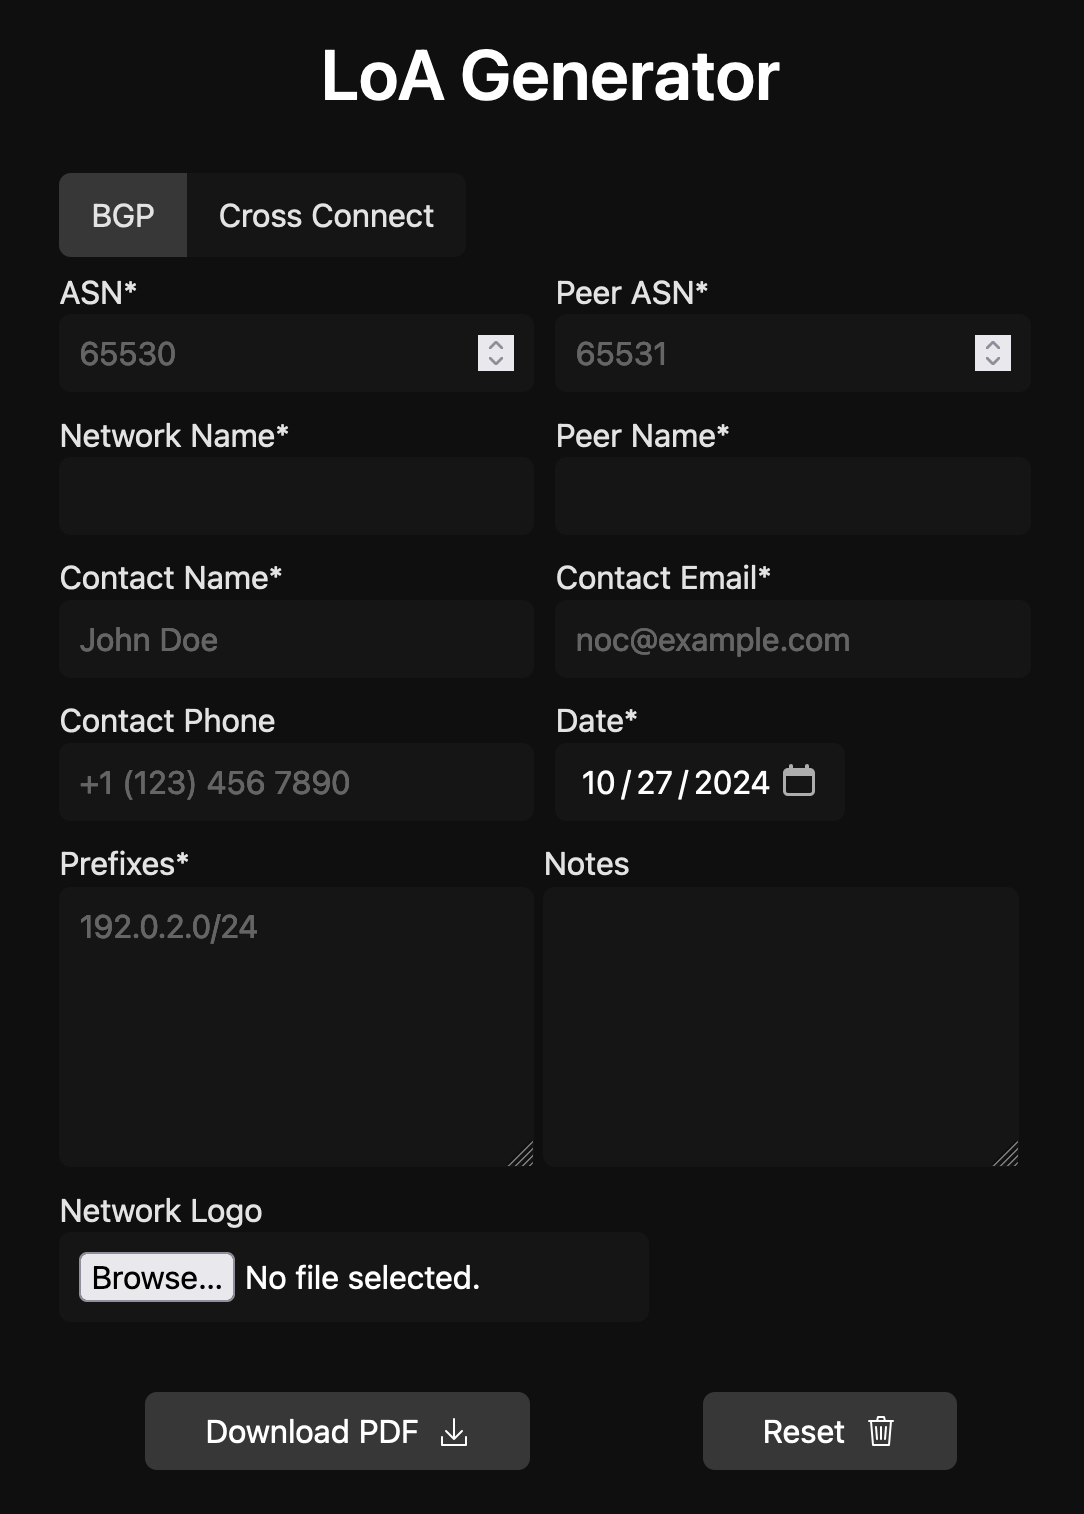 LoA Generator
BGP Cross Connect
ASN* Peer ASN*
65530 65531
Network Name* Peer Name*
Contact Name* Contact Email*
John Doe noc@example.com
Contact Phone Date*
+1 (123) 456 7890 10/27/2024
Prefixes* Notes
192.0.2.0/24
Network Logo
Browse... No file selected.
Download PDF Reset